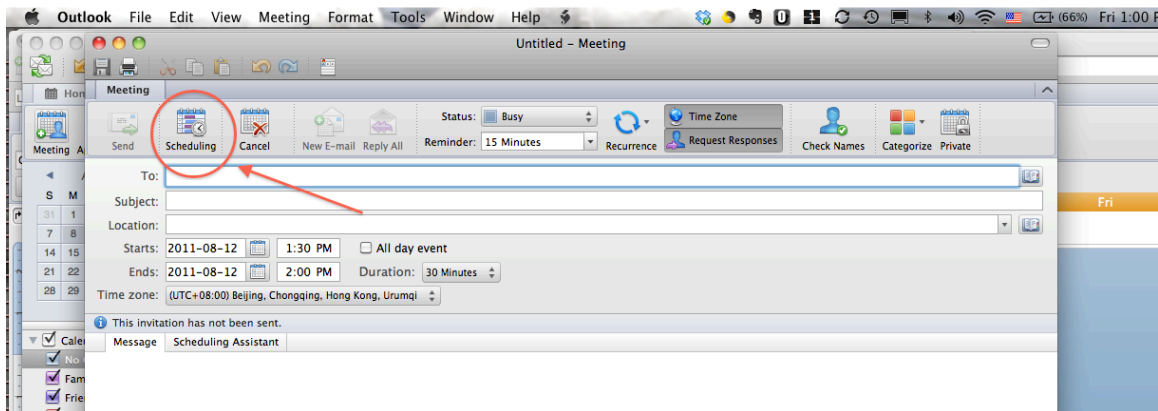 Outlook File Edit View Meeting Format Tools Window Help (66%) Fri 1:00
Untitled – Meeting
Meeting
Meeting
Send Scheduling Cancel New E-mail Reply All Status: Busy Reminder: 15 Minutes Recurrence Time Zone Request Responses Check Names Categorize Private
To:
S M
Subject:
Fri
31 1
Location:
7 8
Starts: 2011-08-12 1:30 PM All day event
14 15
Ends: 2011-08-12 2:00 PM Duration: 30 Minutes
21 22
Time zone: (UTC+08:00) Beijing, Chongqing, Hong Kong, Urumqi
28 29
This invitation has not been sent.
Message Scheduling Assistant
No